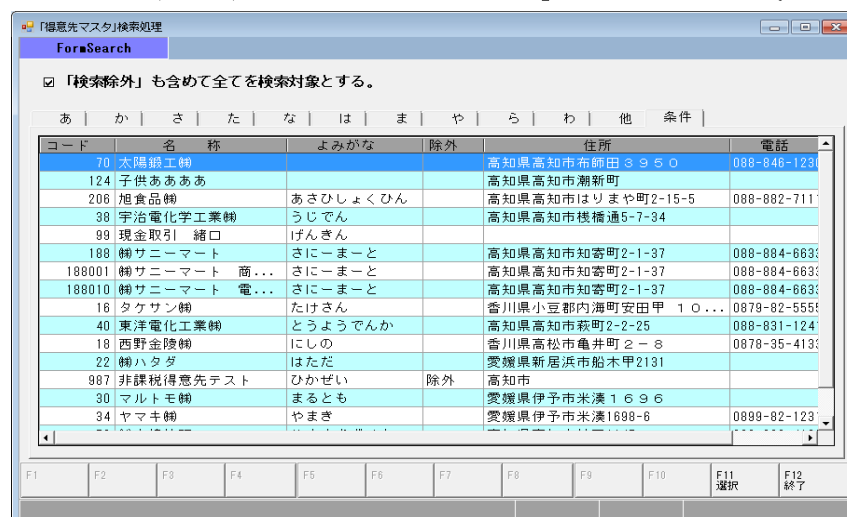 「得意先マスタ」検索処理
FormSearch
「検索除外」も含めて全てを検索対象とする。
あ か さ た な は ま や ら わ 他 条件
コード 名　称 よみがな 除外 住所 電話
70 太陽鍛工㈱ 高知県高知市布師田３９５０ 088-846-1230
124 子供ああああ 高知県高知市潮新町
206 旭食品㈱ あさひしょくひん 高知県高知市はりまや町2-15-5 088-882-711
38 宇治電化学工業㈱ うじでん 高知県高知市桟橋通5-7-34
99 現金取引　緒口 げんきん
188 ㈱サニーマート さにーまーと 高知県高知市知寄町2-1-37 088-884-663
188001 ㈱サニーマート　商... さにーまーと 高知県高知市知寄町2-1-37 088-884-663
188010 ㈱サニーマート　電... さにーまーと 高知県高知市知寄町2-1-37 088-884-663
16 タケサン㈱ たけさん 香川県小豆郡内海町安田甲　１０... 0879-82-5555
40 東洋電化工業㈱ とうようでんか 高知県高知市萩町2-2-25 088-831-124
18 西野金陵㈱ にしの 香川県高松市亀井町２－８ 0878-35-413
22 ㈱ハタダ はただ 愛媛県新居浜市船木甲2131
987 非課税得意先テスト ひかぜい 除外 高知市
30 マルトモ㈱ まるとも 愛媛県伊予市米湊１６９６
34 ヤマキ㈱ やまき 愛媛県伊予市米湊1698-6 0899-82-123
F1 F2 F3 F4 F5 F6 F7 F8 F9 F10 F11 F12
選択 終了